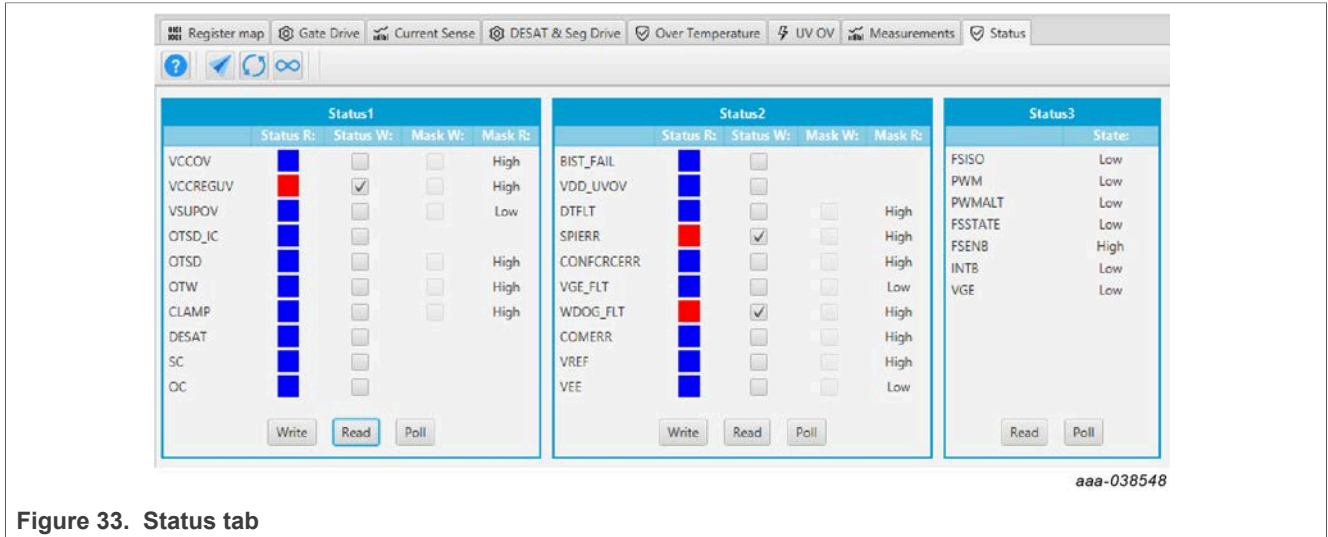 Register map Gate Drive Current Sense DESAT & Seg Drive Over Temperature UV OV Measurements Status
Status1
Status R: Status W: Mask W: Mask R:
VCCOV High
VCCREGUV High
VSUPOV Low
OTSD_IC
OTSD High
OTW High
CLAMP High
DESAT
SC
OC
Write Read Poll
Status2
Status R: Status W: Mask W: Mask R:
BIST_FAIL
VDD_UVOV
DTFLT High
SPIERR High
CONFCRCERR High
VGE_FLT Low
WDOG_FLT High
COMERR High
VREF High
VEE Low
Write Read Poll
Status3
State:
FSISO Low
PWM Low
PWMALT Low
FSSTATE Low
FSENB High
INTB Low
VGE Low
Read Poll
aaa-038548
Figure 33. Status tab